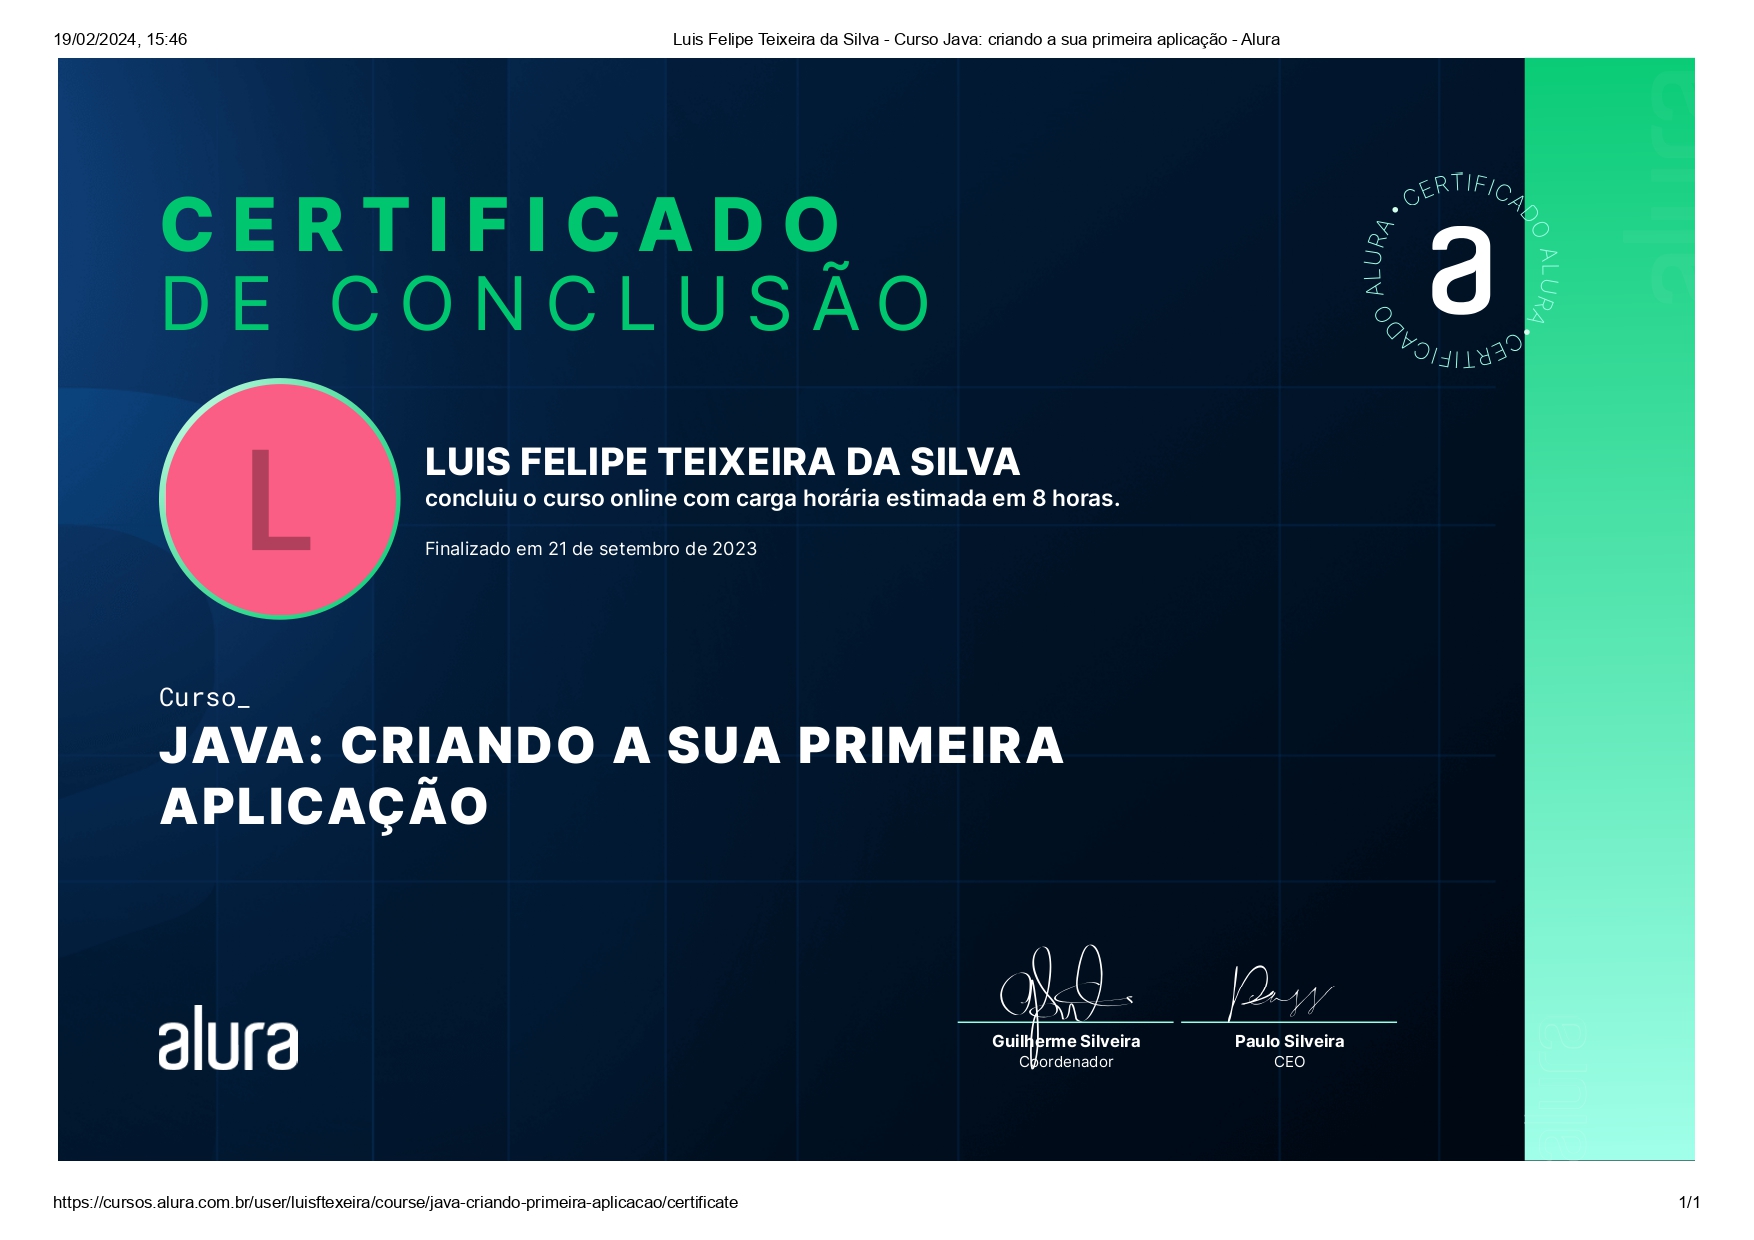 19/02/2024, 15:46
Luis Felipe Teixeira da Silva - Curso Java: criando a sua primeira aplicação - Alura
CERTIFICADO
DE CONCLUSÃO
CERTIFICADO ALURA • CERTIFICADO ALURA •
a
L
LUIS FELIPE TEIXEIRA DA SILVA
concluiu o curso online com carga horária estimada em 8 horas.
Finalizado em 21 de setembro de 2023
Curso_
JAVA: CRIANDO A SUA PRIMEIRA
APLICAÇÃO
alura
Guilherme Silveira
Coordenador
Paulo Silveira
CEO
alura
alura
https://cursos.alura.com.br/user/luisftexeira/course/java-criando-primeira-aplicacao/certificate
1/1